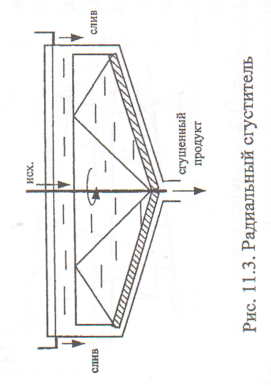 слив
исх.
слив
сгущенный
продукт
Рис. 11.3. Радиальный сгуститель